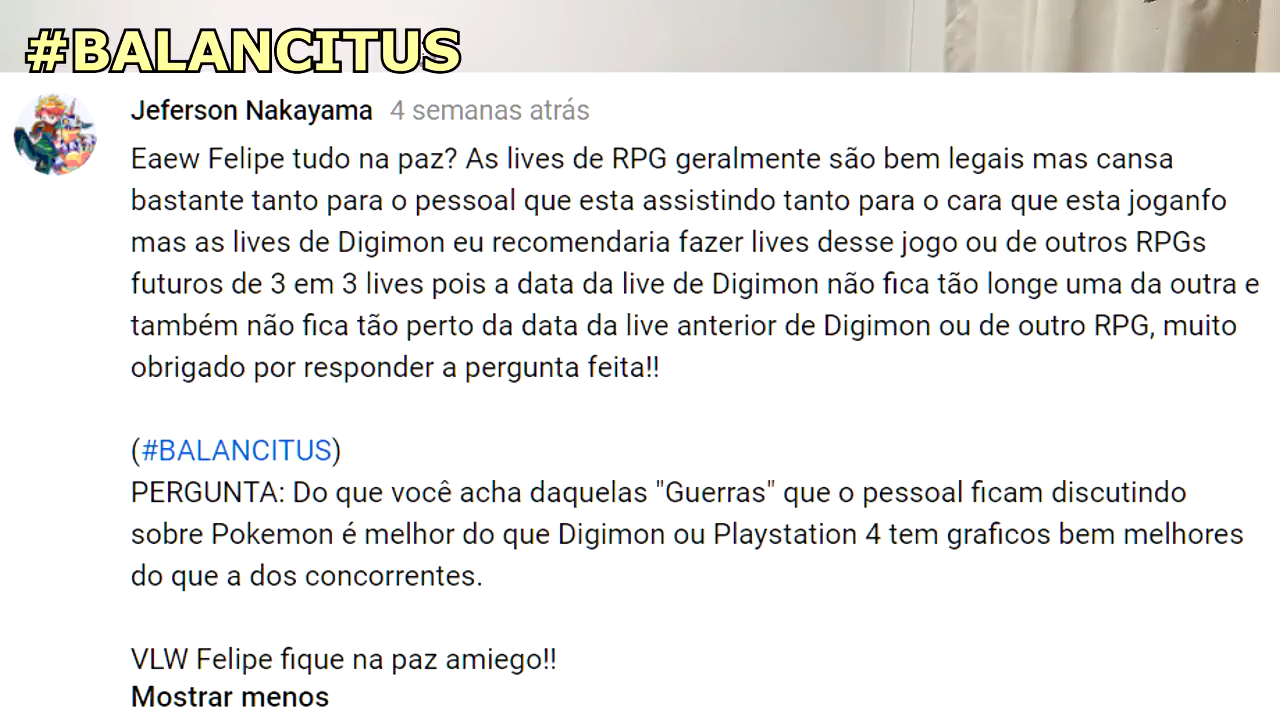 #BALANCITUS
Jeferson Nakayama 4 semanas atrás
Eaew Felipe tudo na paz? As lives de RPG geralmente são bem legais mas cansa
bastante tanto para o pessoal que esta assistindo tanto para o cara que esta joganfo
mas as lives de Digimon eu recomendaria fazer lives desse jogo ou de outros RPGs
futuros de 3 em 3 lives pois a data da live de Digimon não fica tão longe uma da outra e
também não fica tão perto da data da live anterior de Digimon ou de outro RPG, muito
obrigado por responder a pergunta feita!!
(#BALANCITUS)
PERGUNTA: Do que você acha daquelas "Guerras" que o pessoal ficam discutindo
sobre Pokemon é melhor do que Digimon ou Playstation 4 tem graficos bem melhores
do que a dos concorrentes.
VLW Felipe fique na paz amiego!!
Mostrar menos